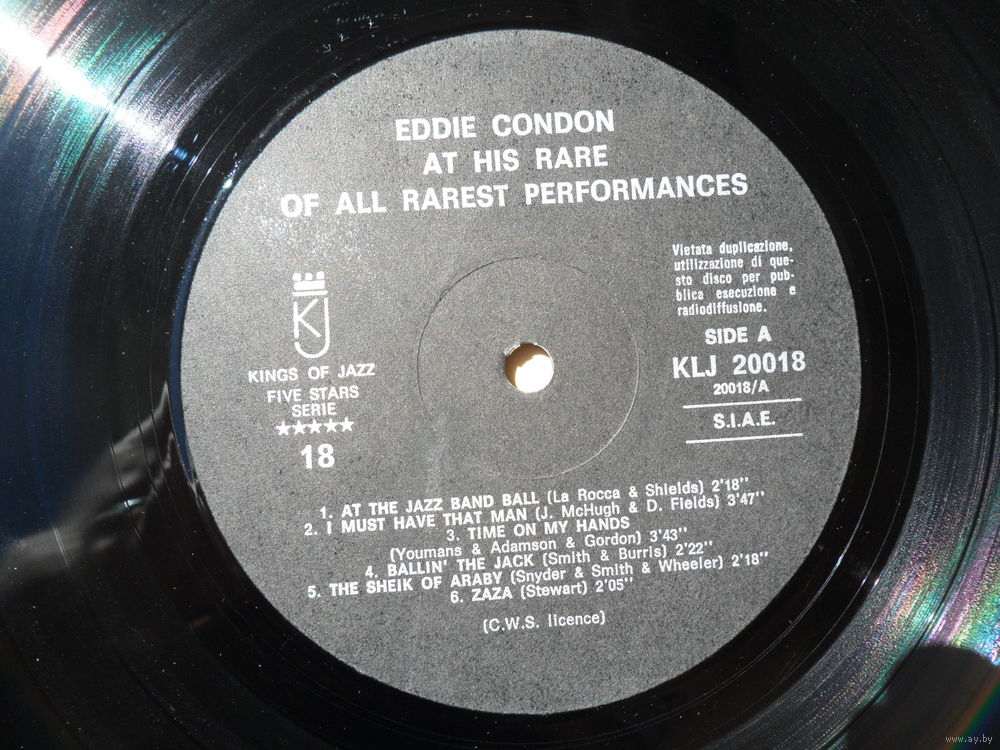 EDDIE CONDON
AT HIS RARE
OF ALL RAREST PERFORMANCES
Vietata duplicazione,
utilizzazione di que-
sto disco per pub-
blica esecuzione e
radiodiffusione.
SIDE A
KLJ 20018
20018/A
S.I.A.E.
KJ
KINGS OF JAZZ
FIVE STARS
SERIE
★★★★★
18
1. AT THE JAZZ BAND BALL (La Rocca & Shields) 2'18''
2. I MUST HAVE THAT MAN (J. McHugh & D. Fields) 3'47''
3. TIME ON MY HANDS
(Youmans & Adamson & Gordon) 3'43''
4. BALLIN' THE JACK (Smith & Burris) 2'22''
5. THE SHEIK OF ARABY (Snyder & Smith & Wheeler) 2'18''
6. ZAZA (Stewart) 2'05''
(C.W.S. licence)
www.ay.by